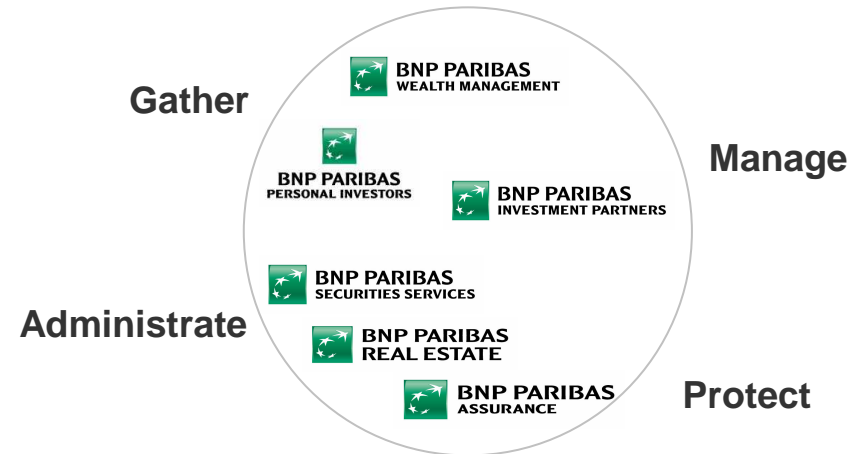 BNP PARIBAS
WEALTH MANAGEMENT
Gather
BNP PARIBAS
PERSONAL INVESTORS
Manage
BNP PARIBAS
INVESTMENT PARTNERS
BNP PARIBAS
SECURITIES SERVICES
Administrate
BNP PARIBAS
REAL ESTATE
BNP PARIBAS
ASSURANCE
Protect